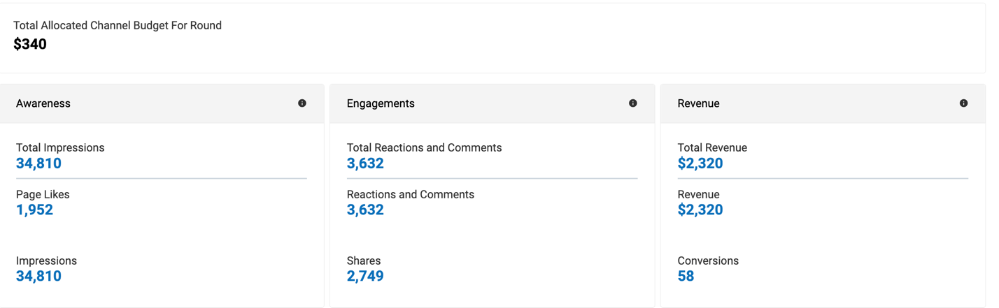 Total Allocated Channel Budget For Round
$340
Awareness
Total Impressions
34,810
Page Likes
1,952
Impressions
34,810
Engagements
Total Reactions and Comments
3,632
Reactions and Comments
3,632
Shares
2,749
Revenue
Total Revenue
$2,320
Revenue
$2,320
Conversions
58